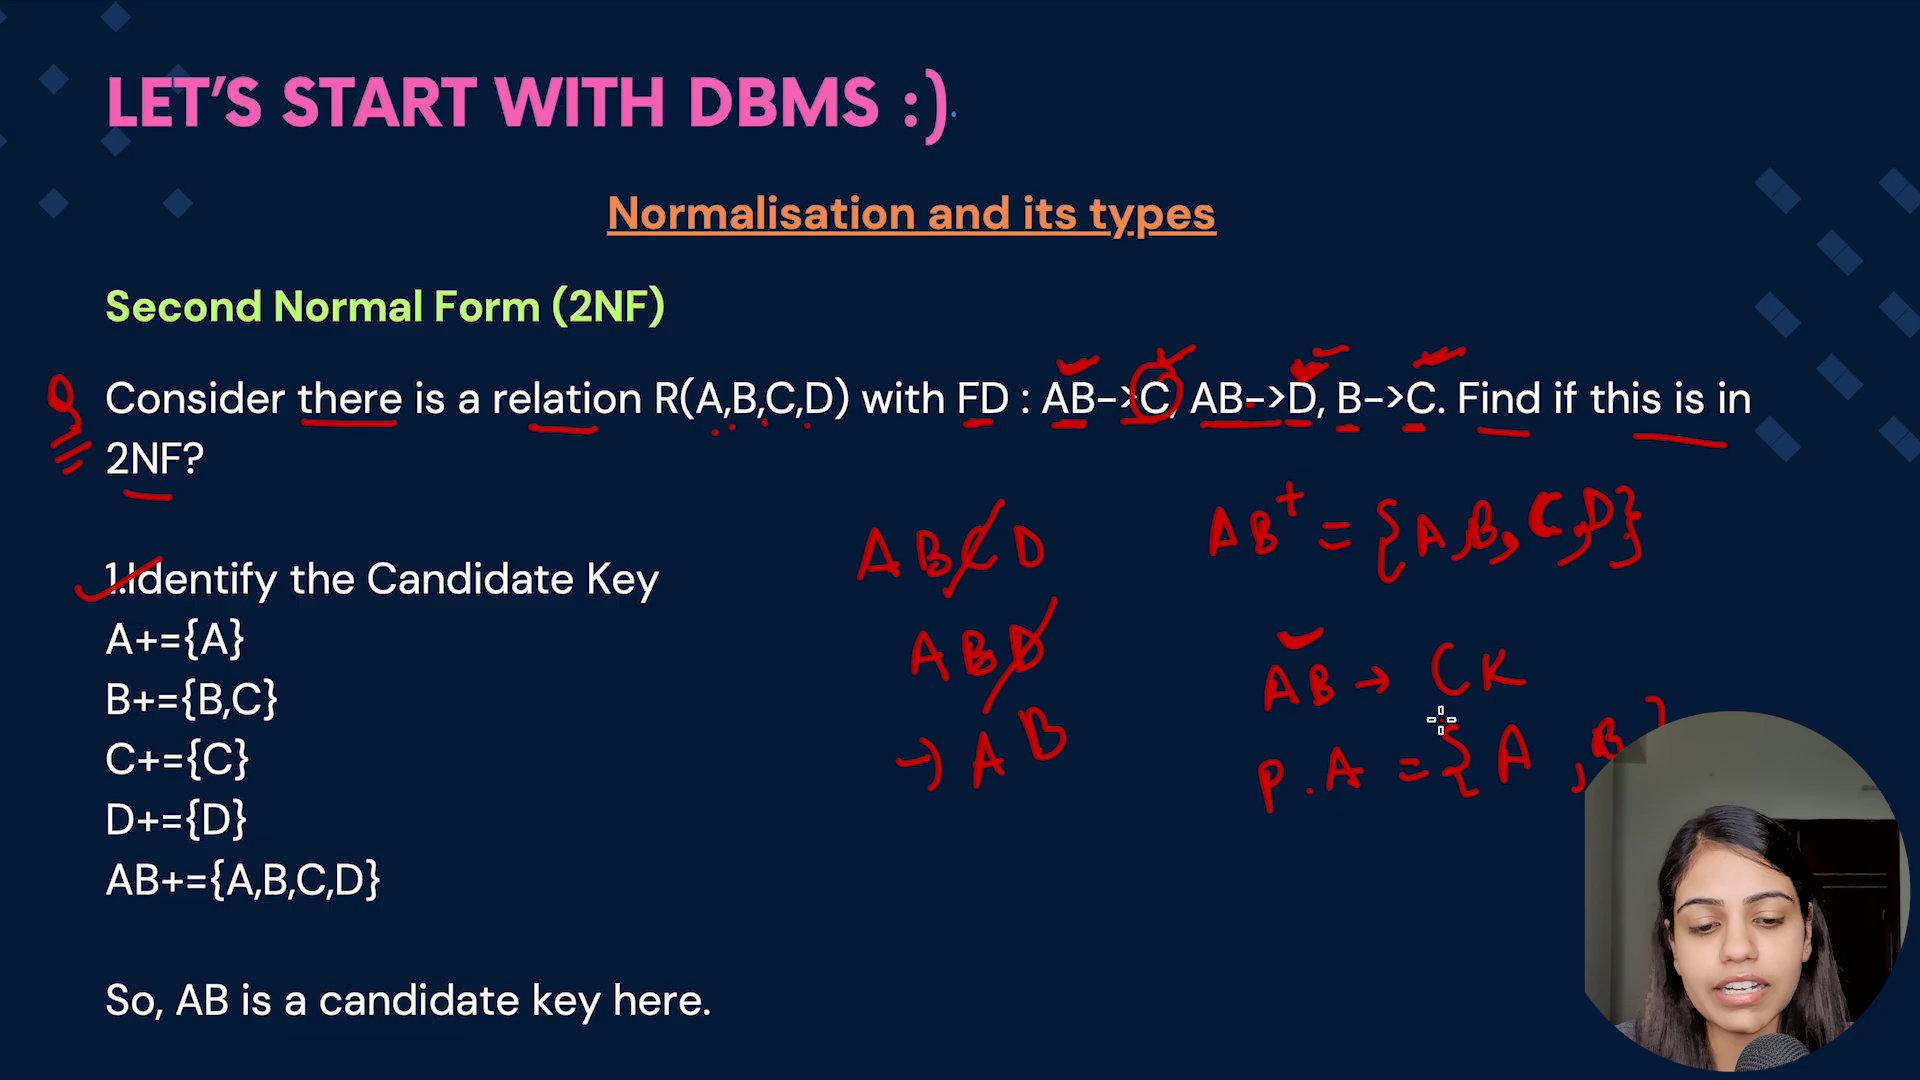 LET'S START WITH DBMS :)
Normalisation and its types
Second Normal Form (2NF)
Consider there is a relation R(A,B,C,D) with FD : AB->C, AB->D, B->C. Find if this is in
2NF?
1.Identify the Candidate Key
A+={A}
B+={B,C}
C+={C}
D+={D}
AB+={A,B,C,D}
So, AB is a candidate key here.
ABCD
ABD
→ AB
AB+ = {A,B,C,D}
AB → CK
P.A = {A,B}